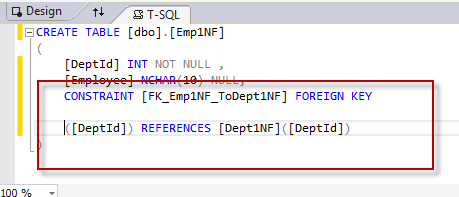 Design T-SQL
CREATE TABLE [dbo].[Emp1NF]
(
[DeptId] INT NOT NULL ,
[Employee] NCHAR(10) NULL,
CONSTRAINT [FK_Emp1NF_ToDept1NF] FOREIGN KEY
([DeptId]) REFERENCES [Dept1NF]([DeptId])
)
100 %